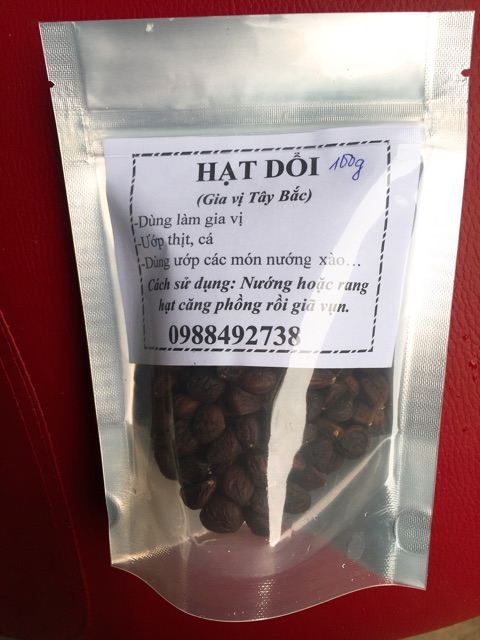 HẠT DỔI 100g
(Gia vị Tây Bắc)
-Dùng làm gia vị
-Ướp thịt, cá
-Dùng ướp các món nướng xào...
Cách sử dụng: Nướng hoặc rang
hạt căng phồng rồi giã vụn.
0988492738